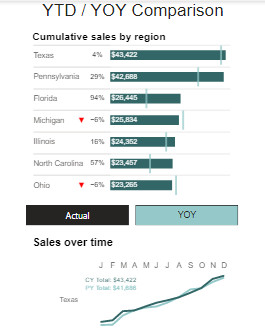 YTD / YOY Comparison
Cumulative sales by region
Texas 4% $43,422
Pennsylvania 29% $42,688
Florida 94% $26,445
Michigan ▼ -6% $25,834
Illinois 16% $24,352
North Carolina 57% $23,457
Ohio ▼ -6% $23,265
Actual YOY
Sales over time
J F M A M J J A S O N D
CY Total: $43,422
PY Total: $41,686
Texas